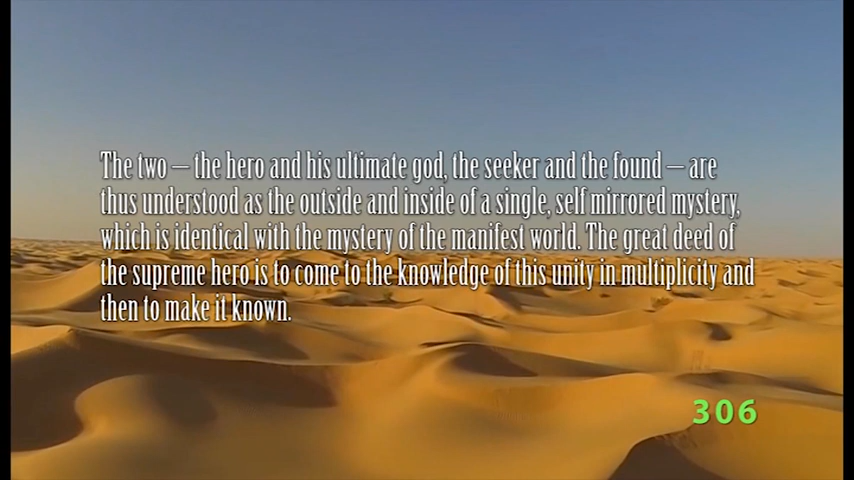 The two – the hero and his ultimate god, the seeker and the found – are
thus understood as the outside and inside of a single, self mirrored mystery,
which is identical with the mystery of the manifest world. The great deed of
the supreme hero is to come to the knowledge of this unity in multiplicity and
then to make it known.
306